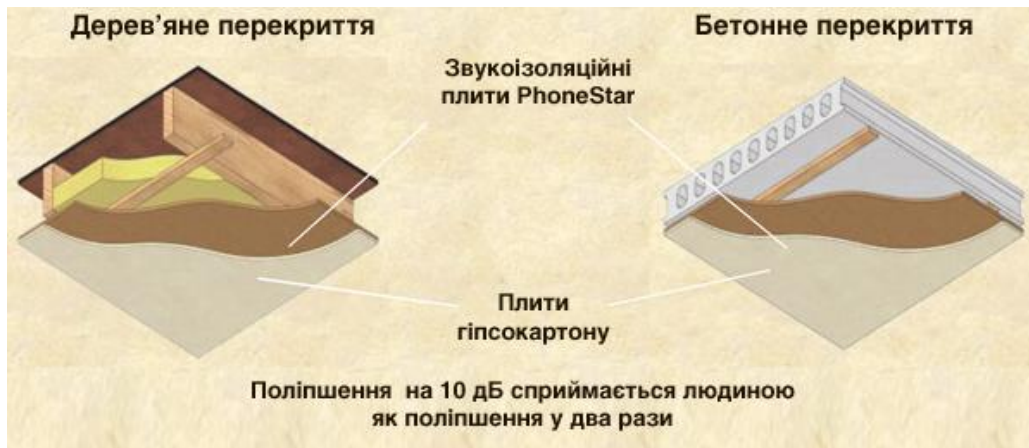 Дерев’яне перекриття
Бетонне перекриття
Звукоізоляційні
плити PhoneStar
Плити
гіпсокартону
Поліпшення на 10 дБ сприймається людиною
як поліпшення у два рази